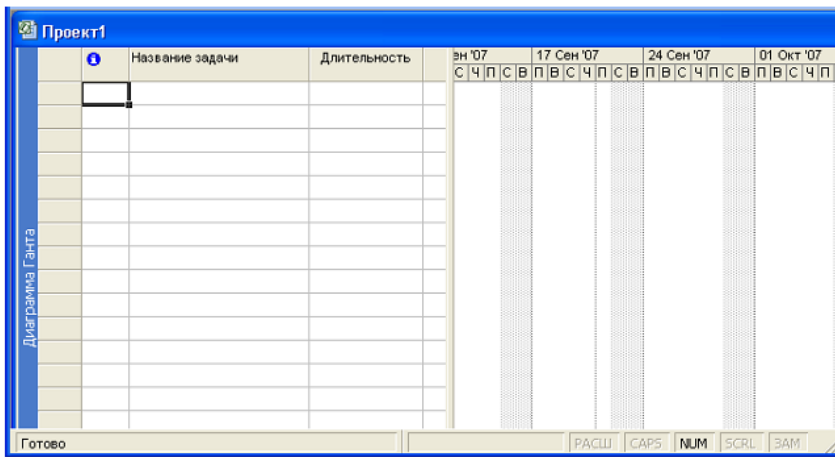 Проект1
Название задачи Длительность
ен '07 17 Сен '07 24 Сен '07 01 Окт '07
С Ч П С В П В С Ч П С В П В С Ч П С В П В С Ч П
Диаграмма Ганта
Готово РАСШ CAPS NUM SCRL ЗАМ